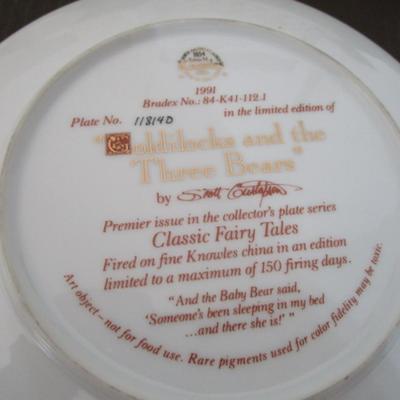 1854
1991
Bradex No.: 84-K41-112.1
Plate No. 11814D in the limited edition of
"Goldilocks and the
Three Bears"
by Scott Gustafson
Premier issue in the collector's plate series
Classic Fairy Tales
Fired on fine Knowles china in an edition
limited to a maximum of 150 firing days.
"And the Baby Bear said,
'Someone's been sleeping in my bed
...and there she is!' "
Art object – not for food use. Rare pigments used for color fidelity may be toxic.